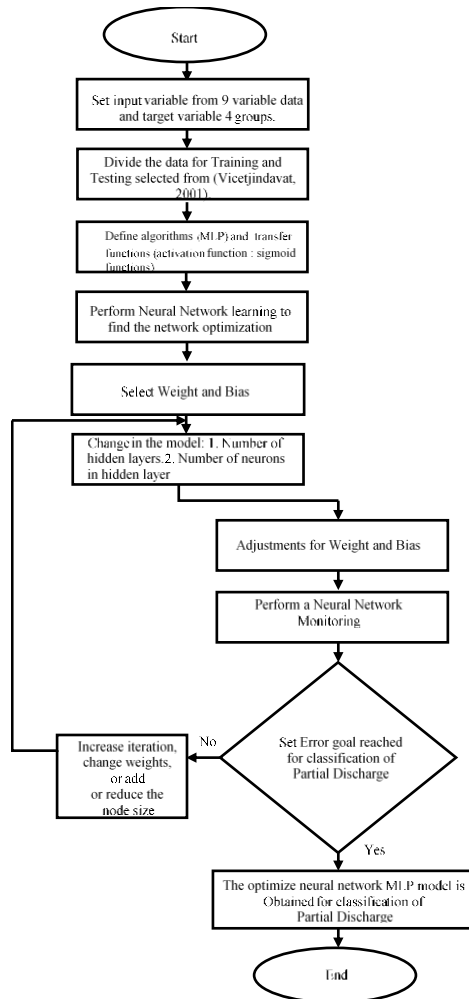 Start
Set input variable from 9 variable data
and target variable 4 groups.
Divide the data for Training and
Testing selected from (Vicetjindavat,
2001).
Define algorithms (MLP) and transfer
functions (activation function : sigmoid
functions)
Perform Neural Network learning to
find the network optimization
Select Weight and Bias
Change in the model: 1. Number of
hidden layers.2. Number of neurons
in hidden layer
Adjustments for Weight and Bias
Perform a Neural Network
Monitoring
Set Error goal reached
for classification of
Partial Discharge
No
Increase iteration,
change weights,
or add
or reduce the
node size
Yes
The optimize neural network MLP model is
Obtained for classification of
Partial Discharge
End